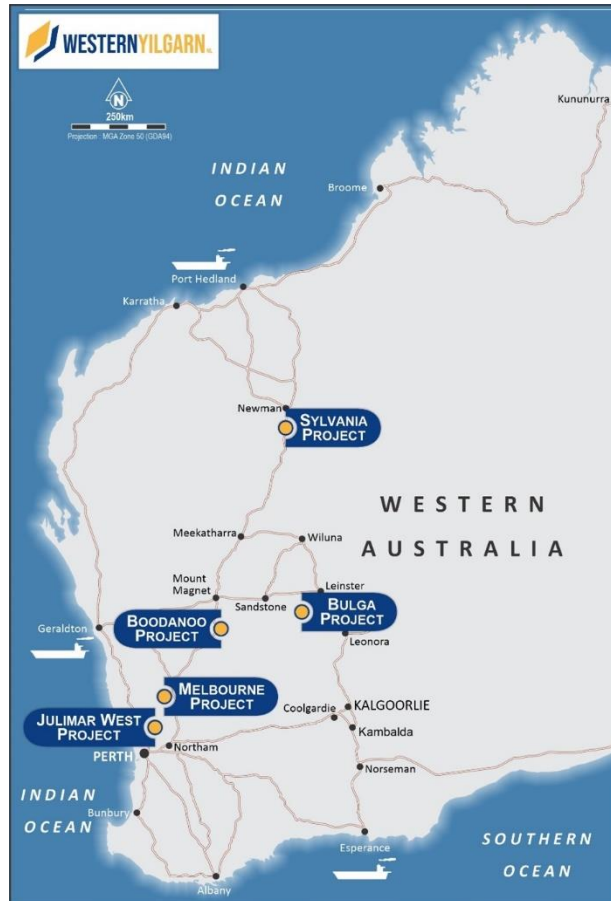 WESTERNYILGARN NL
N
250km
Projection : MGA Zone 50 (GDA94)
Kununurra
INDIAN
OCEAN
Broome
Port Hedland
Karratha
Newman
SYLVANIA
PROJECT
WESTERN
AUSTRALIA
Meekatharra
Wiluna
Mount
Magnet
Leinster
Sandstone
BULGA
PROJECT
BOODANOO
PROJECT
Geraldton
Leonora
MELBOURNE
PROJECT
JULIMAR WEST
PROJECT
Coolgardie
KALGOORLIE
Kambalda
Northam
PERTH
Norseman
INDIAN
OCEAN
Bunbury
Esperance
SOUTHERN
OCEAN
Albany